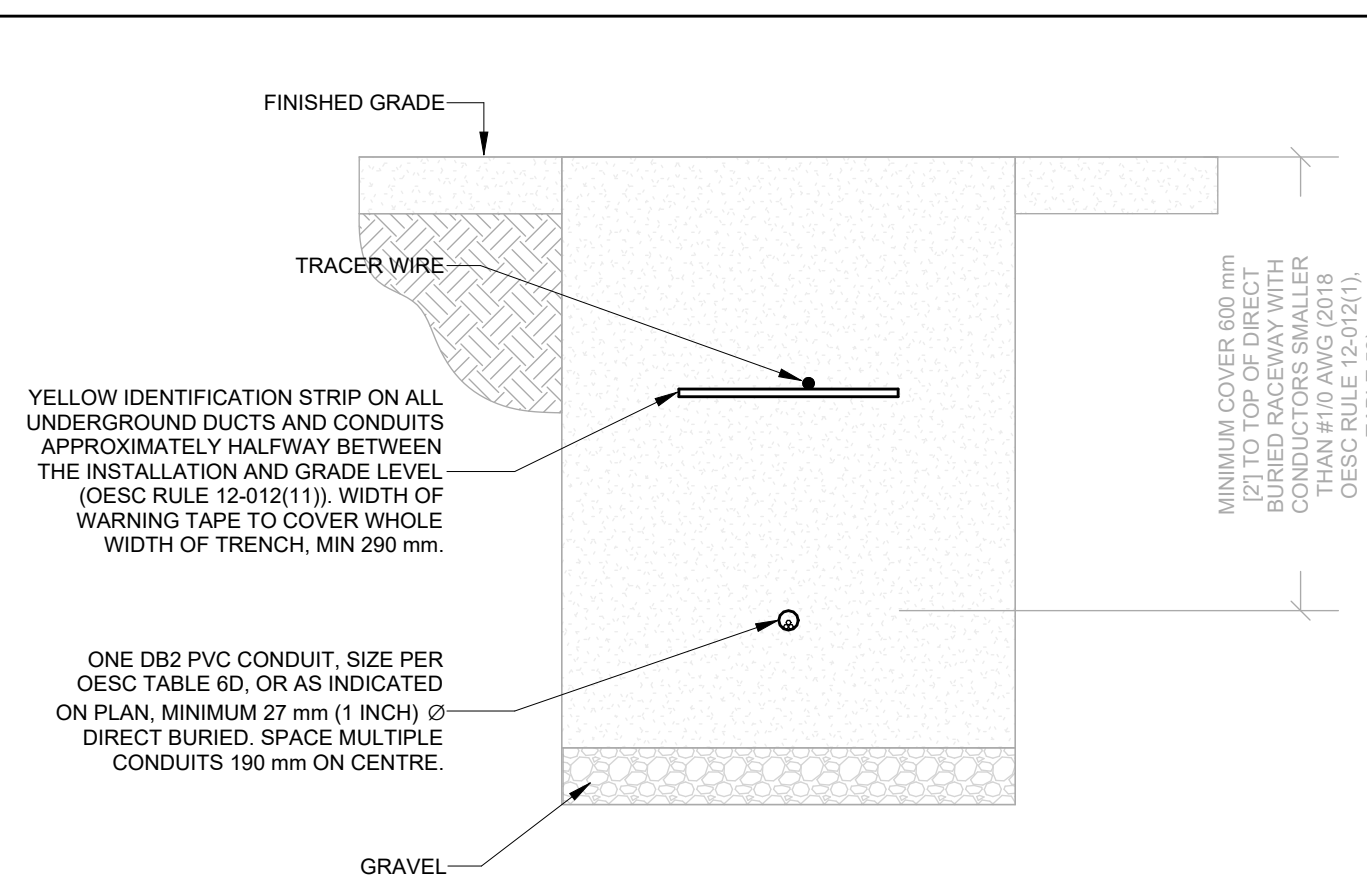 FINISHED GRADE
TRACER WIRE
YELLOW IDENTIFICATION STRIP ON ALL
UNDERGROUND DUCTS AND CONDUITS
APPROXIMATELY HALFWAY BETWEEN
THE INSTALLATION AND GRADE LEVEL
(OESC RULE 12-012(11)). WIDTH OF
WARNING TAPE TO COVER WHOLE
WIDTH OF TRENCH, MIN 290 mm.
ONE DB2 PVC CONDUIT, SIZE PER
OESC TABLE 6D, OR AS INDICATED
ON PLAN, MINIMUM 27 mm (1 INCH) Ø
DIRECT BURIED. SPACE MULTIPLE
CONDUITS 190 mm ON CENTRE.
GRAVEL
MINIMUM COVER 600 mm
[2'] TO TOP OF DIRECT
BURIED RACEWAY WITH
CONDUCTORS SMALLER
THAN #1/0 AWG (2018
OESC RULE 12-012(1),